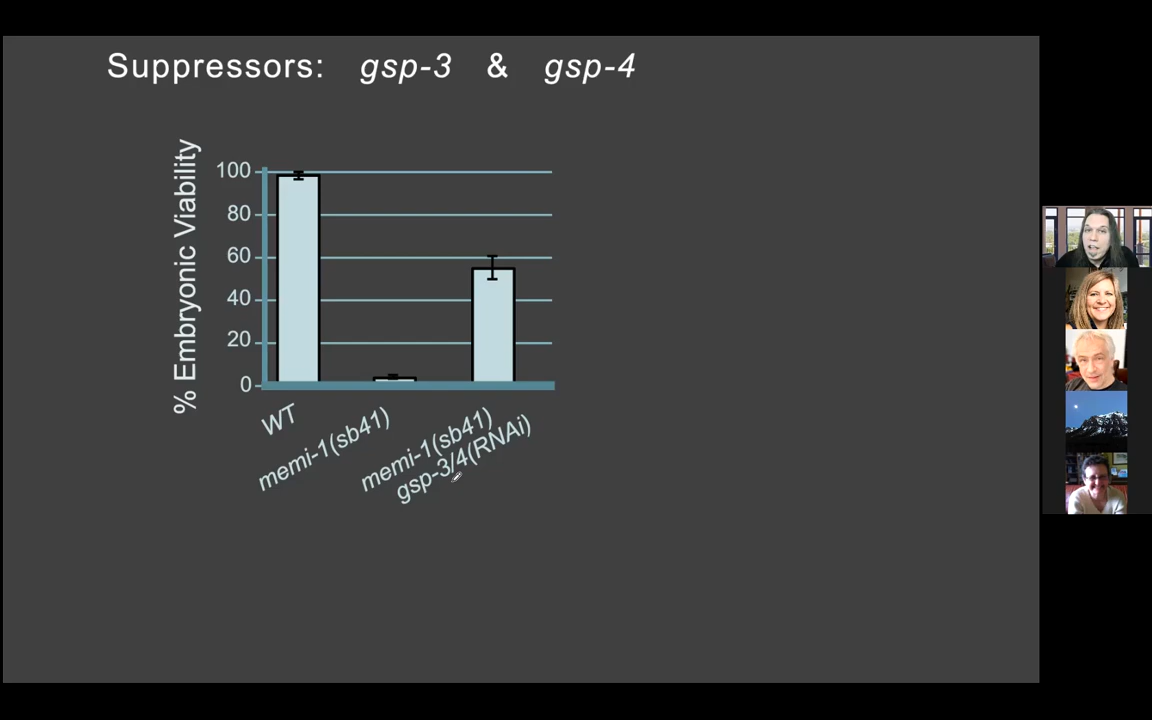 Suppressors: gsp-3 & gsp-4
% Embryonic Viability
100
80
60
40
20
0
WT
memi-1(sb41)
memi-1(sb41)
gsp-3/4(RNAi)